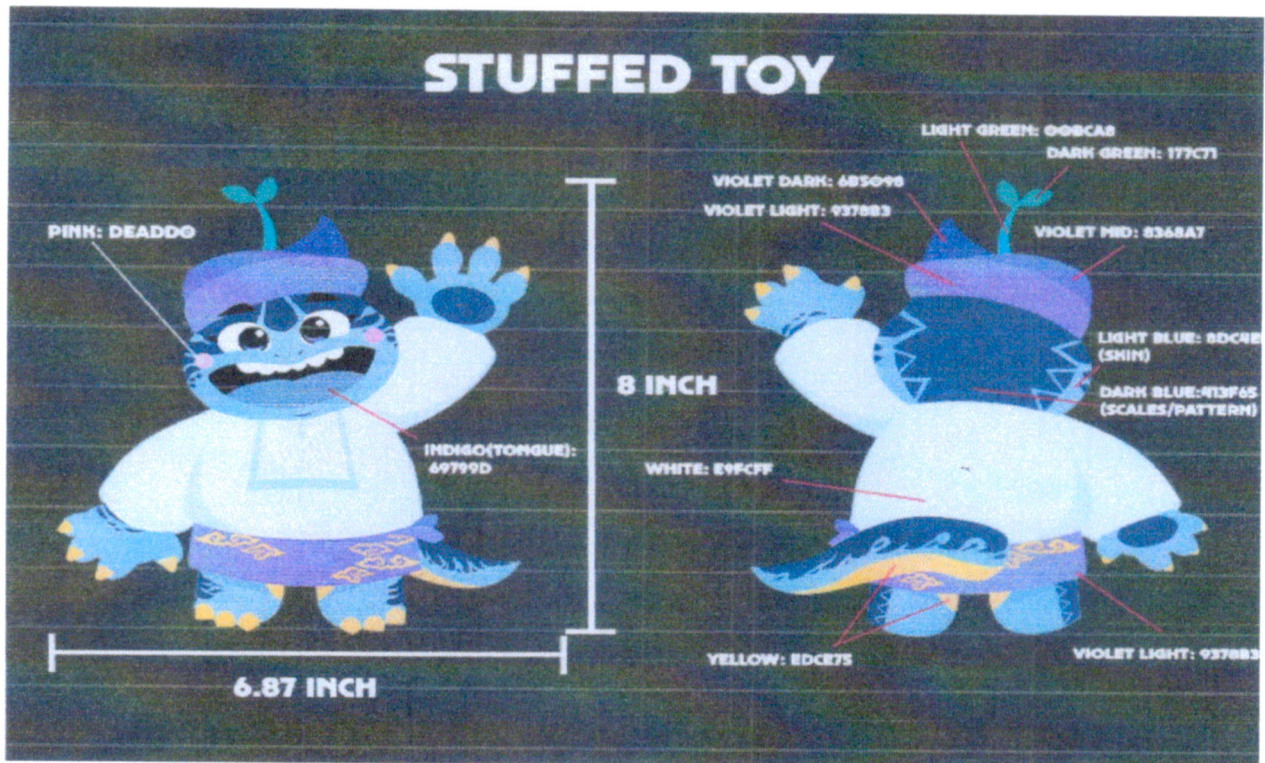 STUFFED TOY
LIGHT GREEN: 00BCA8
DARK GREEN: 177C71
VIOLET DARK: 6B5098
VIOLET LIGHT: 9378B3
PINK: DEADD0
VIOLET MID: 8368A7
LIGHT BLUE: 8DC4E
(SKIN)
8 INCH
DARK BLUE:413F65
(SCALES/PATTERN)
INDIGO(TONGUE):
69799D
WHITE: E9FCFF
YELLOW: EDCE75
VIOLET LIGHT: 9378B3
6.87 INCH